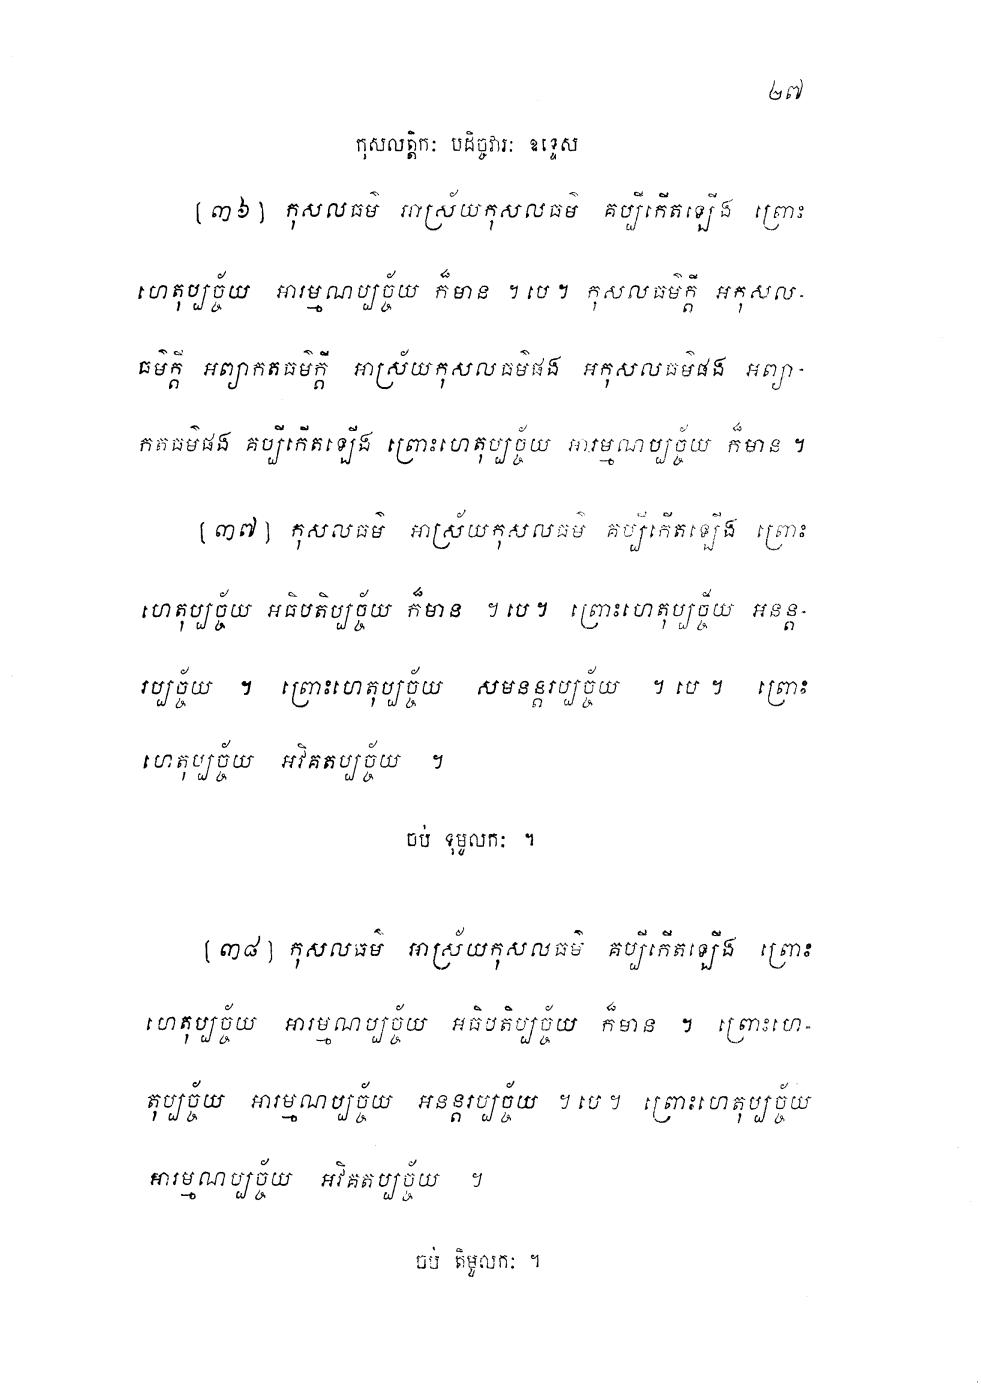 ២៧
កុសលត្តិកៈ បដិច្ចវារៈ ឧទ្ទេស
(៣៦) កុសលធម៌ អាស្រ័យកុសលធម៌ គប្បីកើតឡើង ព្រោះ
ហេតុប្បច្ច័យ អារម្មណប្បច្ច័យ ក៏មាន ។បេ។ កុសលធម៌ក្តី អកុសល-
ធម៌ក្តី អព្យាកតធម៌ក្តី អាស្រ័យកុសលធម៌ផង អកុសលធម៌ផង អព្យា-
កតធម៌ផង គប្បីកើតឡើង ព្រោះហេតុប្បច្ច័យ អារម្មណប្បច្ច័យ ក៏មាន ។
(៣៧) កុសលធម៌ អាស្រ័យកុសលធម៌ គប្បីកើតឡើង ព្រោះ
ហេតុប្បច្ច័យ អធិបតិប្បច្ច័យ ក៏មាន ។បេ។ ព្រោះហេតុប្បច្ច័យ អនន្ត-
រប្បច្ច័យ ។ ព្រោះហេតុប្បច្ច័យ សមនន្តរប្បច្ច័យ ។បេ។ ព្រោះ
ហេតុប្បច្ច័យ អវិគតប្បច្ច័យ ។
ចប់ ទុមូលកៈ ។
(៣៨) កុសលធម៌ អាស្រ័យកុសលធម៌ គប្បីកើតឡើង ព្រោះ
ហេតុប្បច្ច័យ អារម្មណប្បច្ច័យ អធិបតិប្បច្ច័យ ក៏មាន ។ ព្រោះហេ-
តុប្បច្ច័យ អារម្មណប្បច្ច័យ អនន្តរប្បច្ច័យ ។បេ។ ព្រោះហេតុប្បច្ច័យ
អារម្មណប្បច្ច័យ អវិគតប្បច្ច័យ ។
ចប់ តិមូលកៈ ។